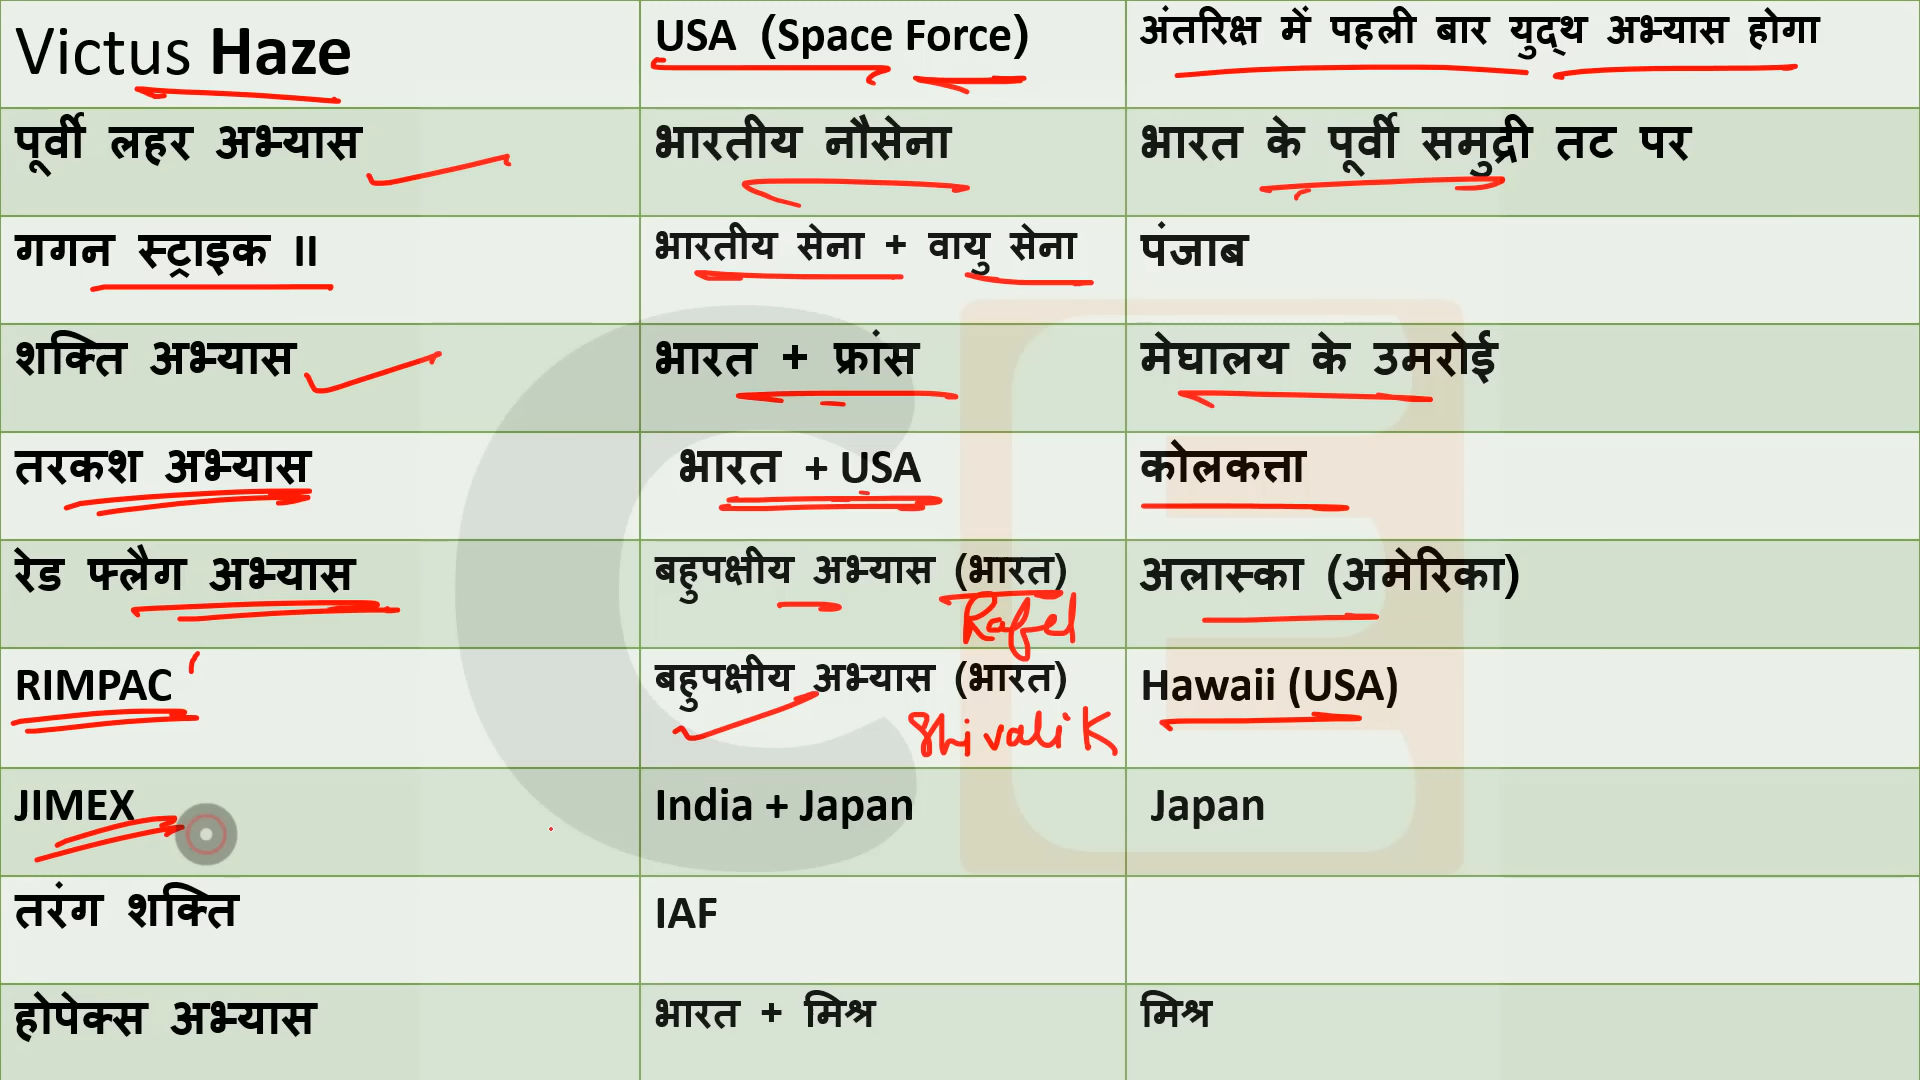 Victus Haze
USA (Space Force)
अंतरिक्ष में पहली बार युद्ध अभ्यास होगा
पूर्वी लहर अभ्यास
भारतीय नौसेना
भारत के पूर्वी समुद्री तट पर
गगन स्ट्राइक II
भारतीय सेना + वायु सेना
पंजाब
शक्ति अभ्यास
भारत + फ्रांस
मेघालय के उमरोई
तरकश अभ्यास
भारत + USA
कोलकत्ता
रेड फ्लैग अभ्यास
बहुपक्षीय अभ्यास (भारत)
Rafel
अलास्का (अमेरिका)
RIMPAC
बहुपक्षीय अभ्यास (भारत)
Shivalik
Hawaii (USA)
JIMEX
India + Japan
Japan
तरंग शक्ति
IAF
होपेक्स अभ्यास
भारत + मिश्र
मिश्र